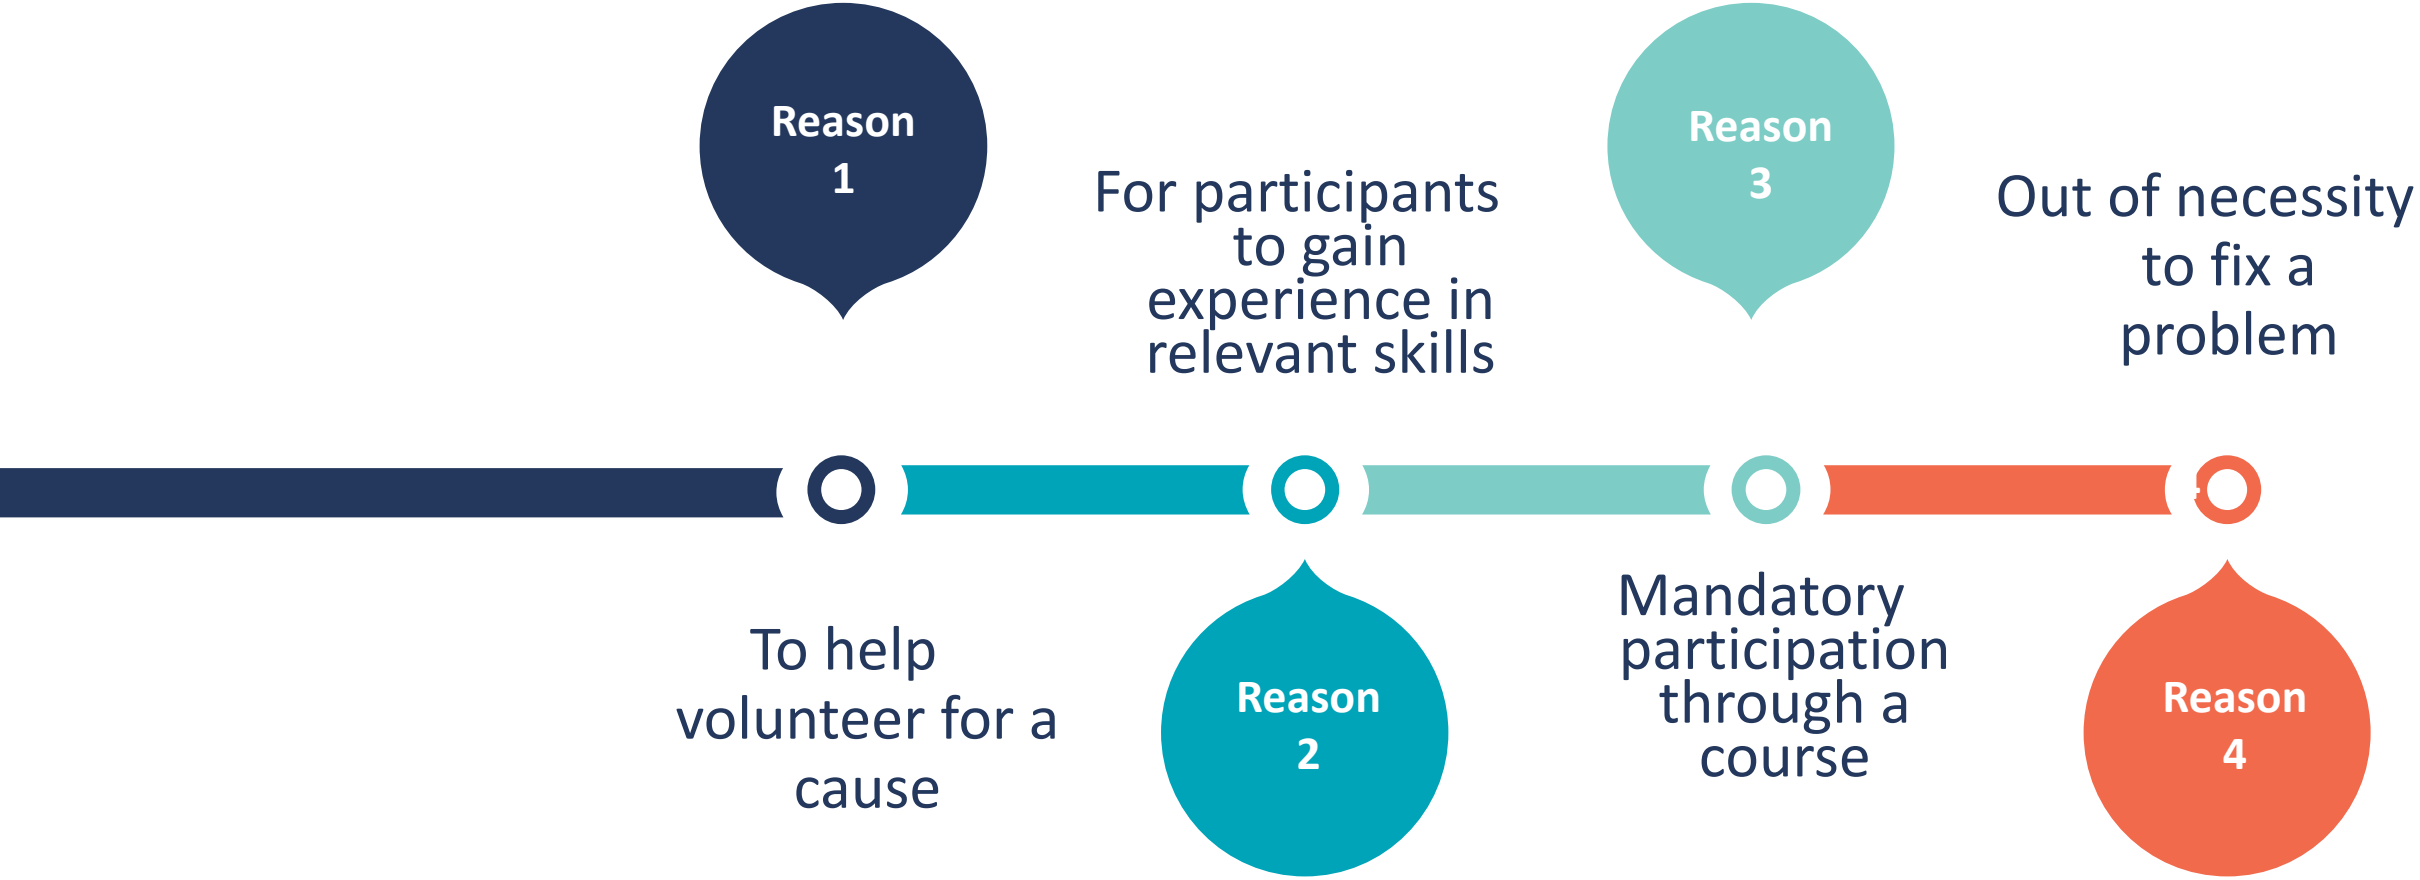 Reason
1
To help
volunteer for a
cause
For participants
to gain
experience in
relevant skills
Reason
2
Reason
3
Mandatory
participation
through a
course
Out of necessity
to fix a
problem
Reason
4